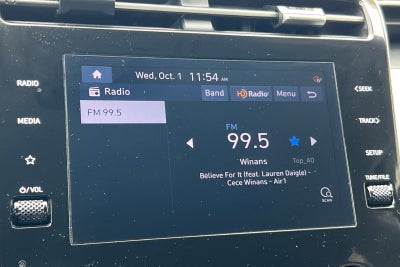 Wed, Oct. 1 11:54 AM
RADIO
MEDIA
⏻/VOL
Radio
Band
HD Radio
Menu
FM 99.5
FM
99.5
Winans
Top_40
Believe For It (feat. Lauren Daigle) -
Cece Winans - Air1
SCAN
< SEEK
TRACK >
SETUP
TUNE/FILE